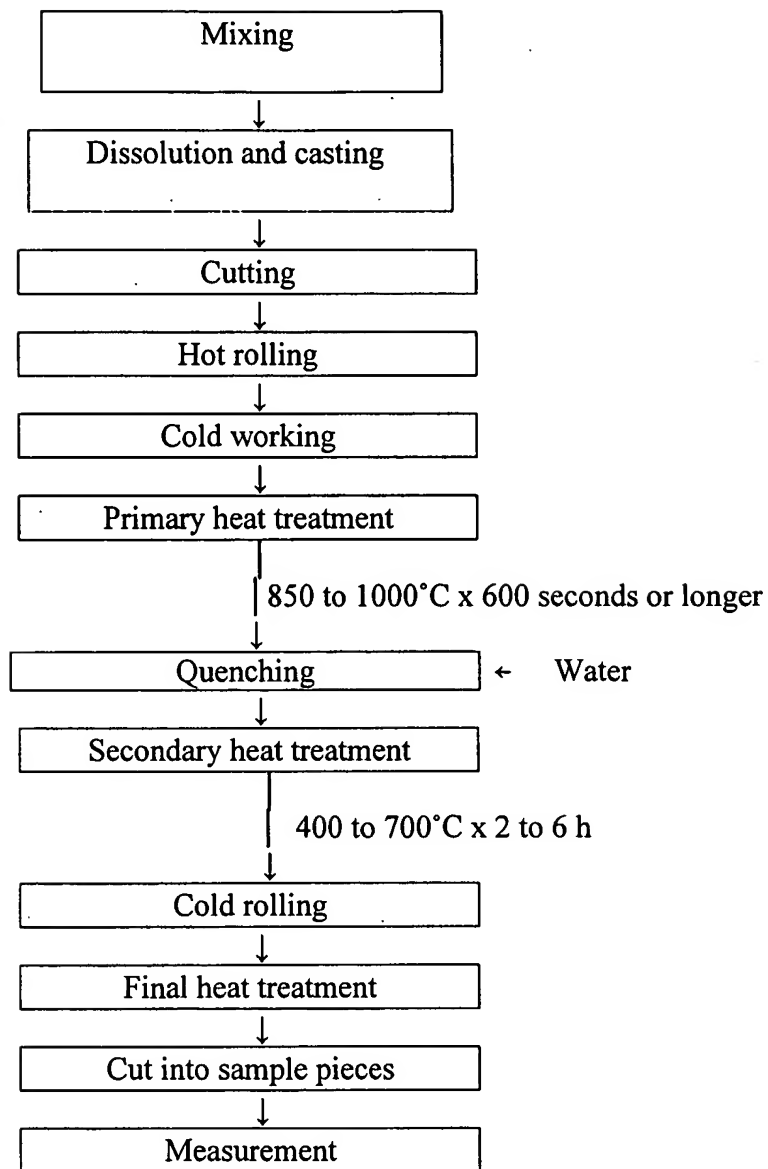 Mixing
↓
Dissolution and casting
↓
Cutting
↓
Hot rolling
↓
Cold working
↓
Primary heat treatment
850 to 1000°C x 600 seconds or longer
↓
Quenching ← Water
↓
Secondary heat treatment
400 to 700°C x 2 to 6 h
↓
Cold rolling
↓
Final heat treatment
↓
Cut into sample pieces
↓
Measurement